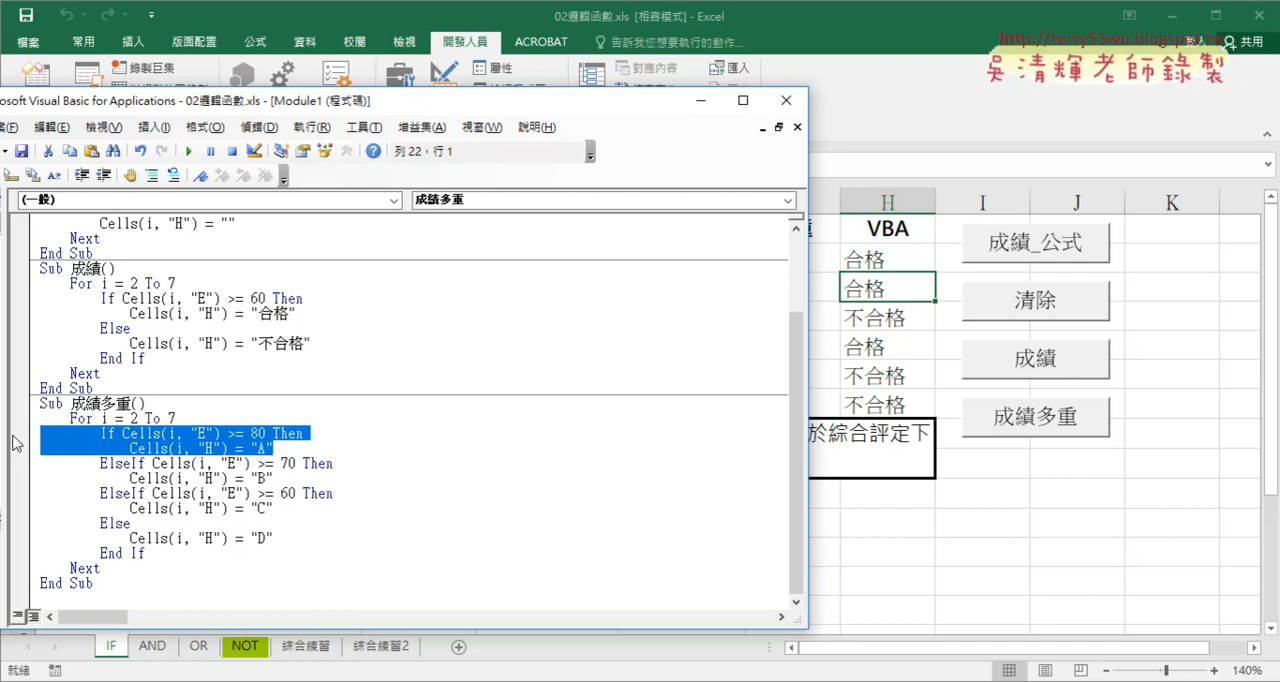 02邏輯函數.xls [相容模式] - Excel
檔案 常用 插入 版面配置 公式 資料 校閱 檢視 開發人員 ACROBAT 告訴我您想要執行的動作... 共用
http://terry55wu.blogspot.tw
吳清輝老師錄製
錄製巨集 屬性 對應內容 匯入
osoft Visual Basic for Applications - 02邏輯函數.xls - [Module1 (程式碼)]
案(F) 編輯(E) 檢視(V) 插入(I) 格式(O) 偵錯(D) 執行(R) 工具(T) 增益集(A) 視窗(W) 說明(H)
列 22，行 1
(一般) 成績多重
Cells(i, "H") = ""
Next
End Sub
Sub 成績()
For i = 2 To 7
If Cells(i, "E") >= 60 Then
Cells(i, "H") = "合格"
Else
Cells(i, "H") = "不合格"
End If
Next
End Sub
Sub 成績多重()
For i = 2 To 7
If Cells(i, "E") >= 80 Then
Cells(i, "H") = "A"
ElseIf Cells(i, "E") >= 70 Then
Cells(i, "H") = "B"
ElseIf Cells(i, "E") >= 60 Then
Cells(i, "H") = "C"
Else
Cells(i, "H") = "D"
End If
Next
End Sub
H I J K
VBA
合格
合格
不合格
合格
不合格
不合格
於綜合評定下
成績_公式
清除
成績
成績多重
IF AND OR NOT 綜合練習 綜合練習2
就緒 140%